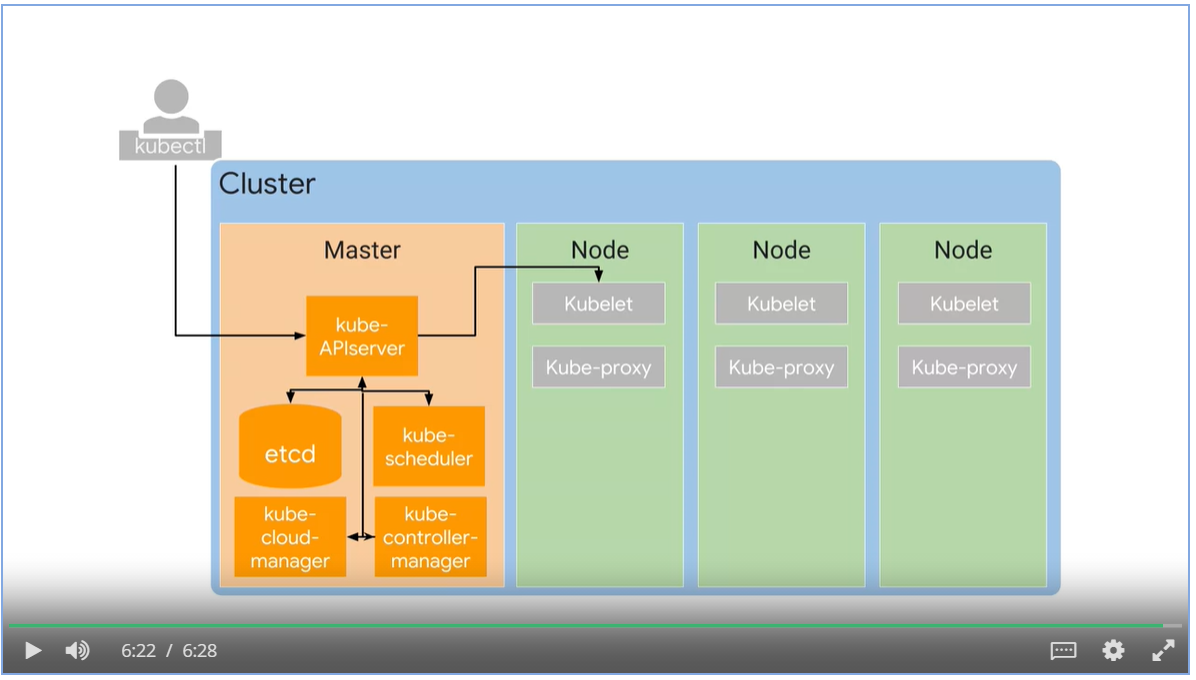 kubectl
Cluster
Master
kube-
APIserver
etcd
kube-
scheduler
kube-
cloud-
manager
kube-
controller-
manager
Node
Kubelet
Kube-proxy
Node
Kubelet
Kube-proxy
Node
Kubelet
Kube-proxy
6:22 / 6:28